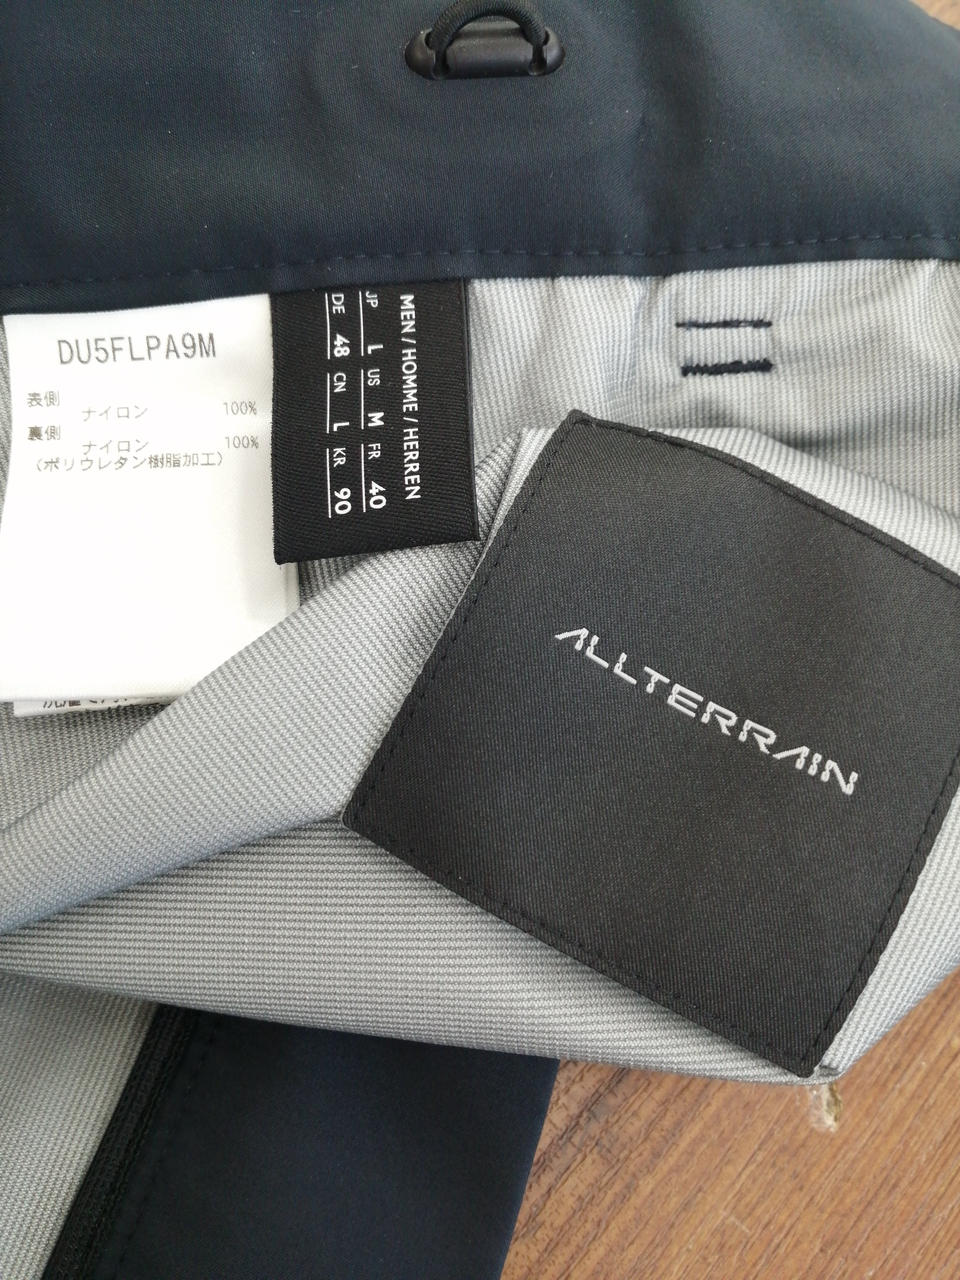 DU5FLPA9M
表側
ナイロン 100%
裏側
ナイロン 100%
(ポリウレタン樹脂加工)
MEN / HOMME / HERREN
JP L US M FR 40
DE 48 CN L KR 90
ALLTERRAIN